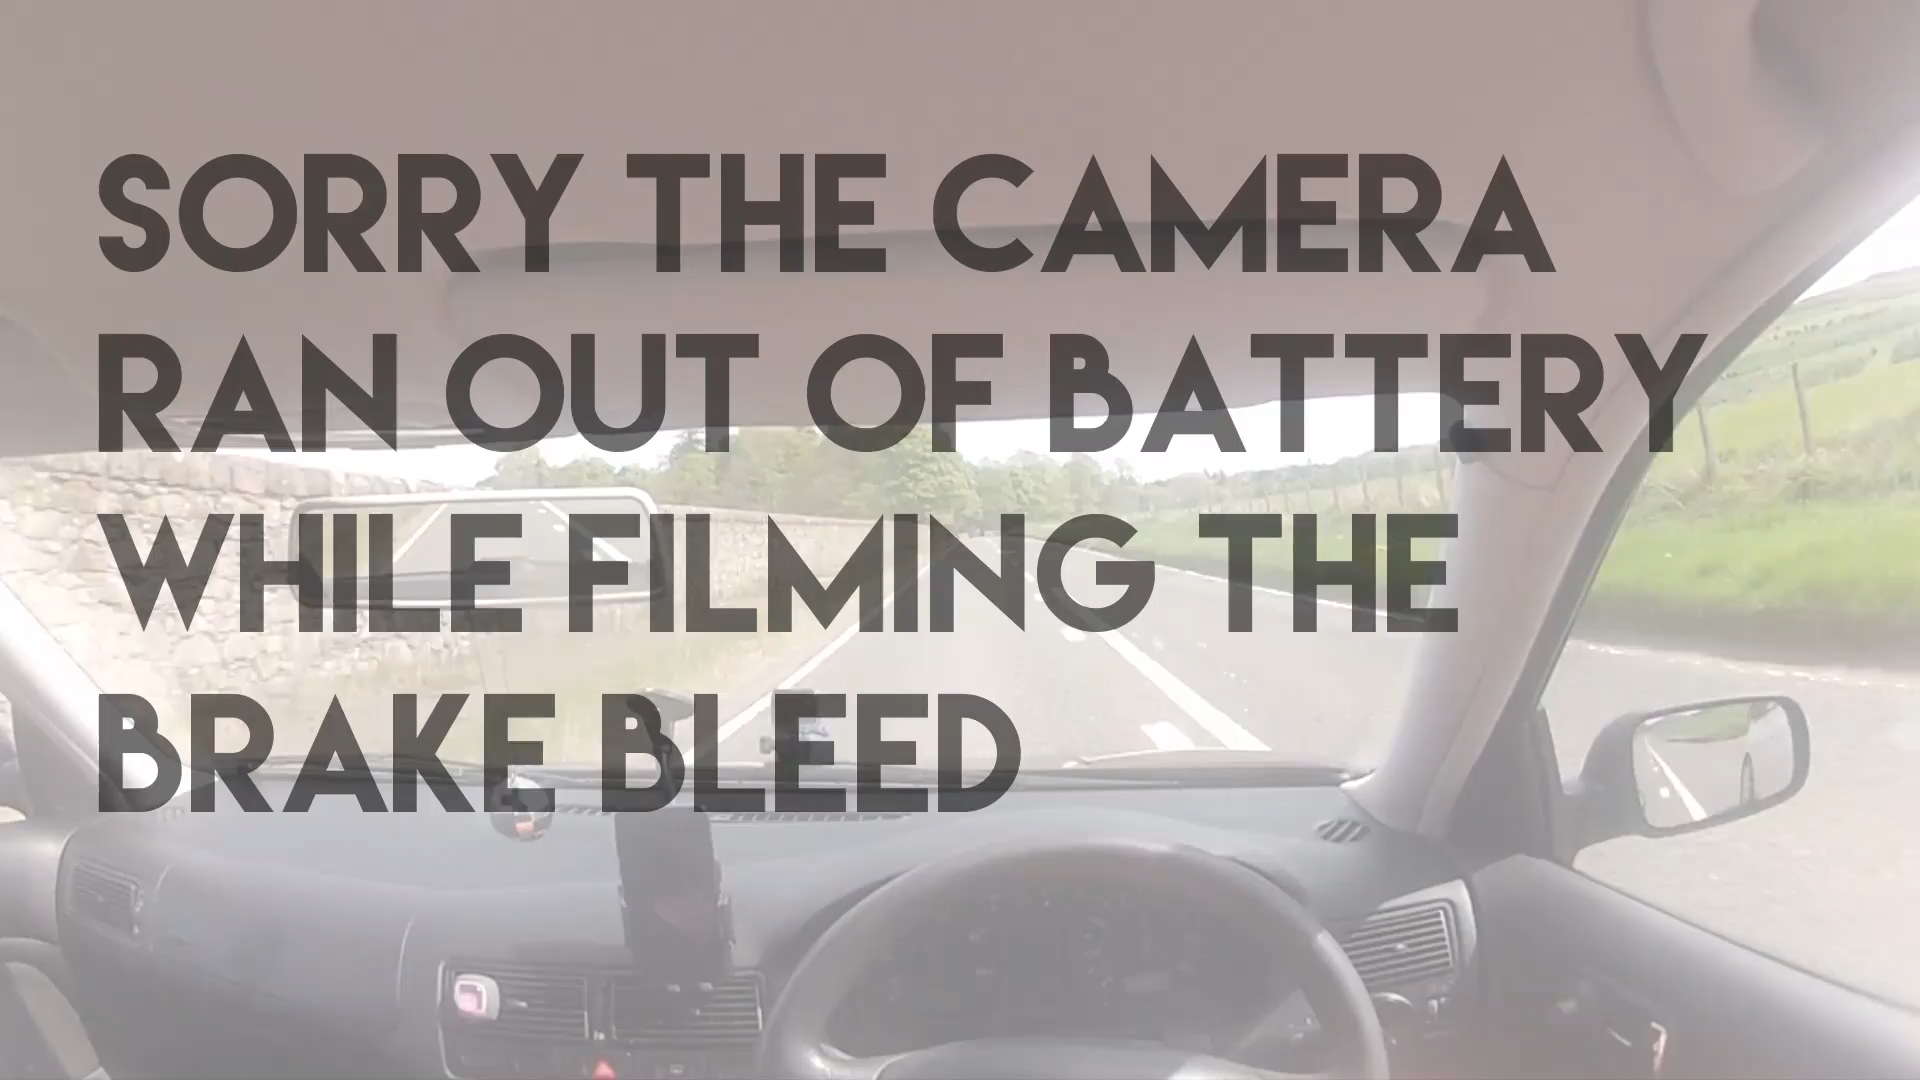 SORRY THE CAMERA
RAN OUT OF BATTERY
WHILE FILMING THE
BRAKE BLEED